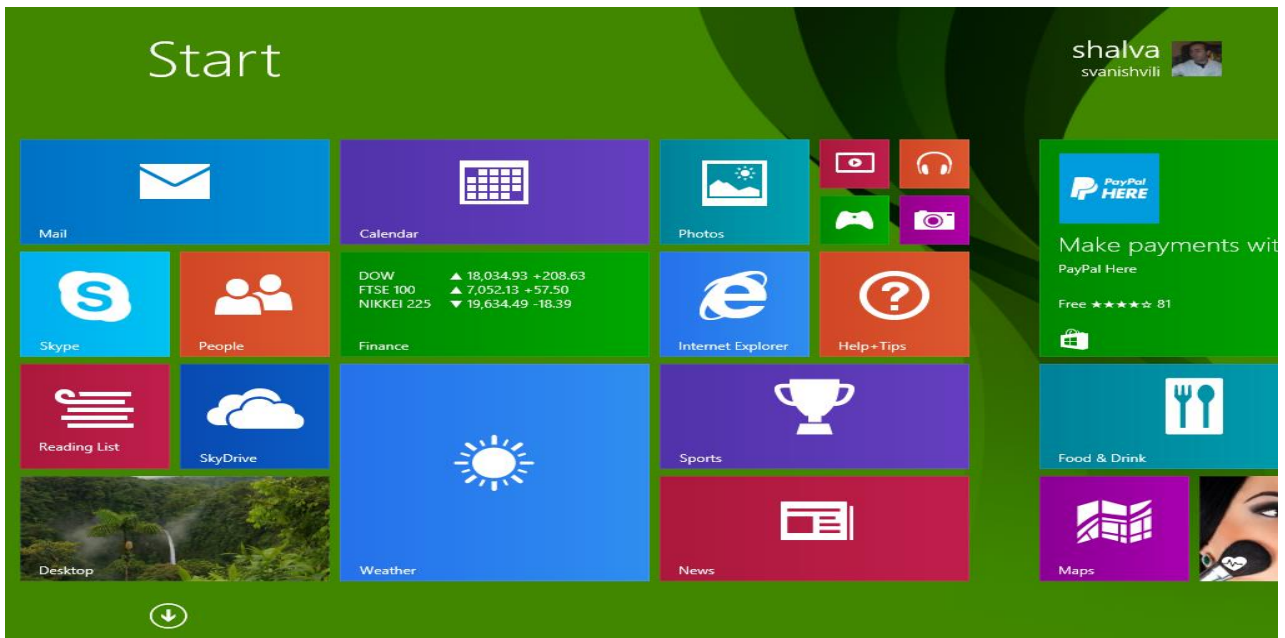 Start
shalva
svanishvili
Mail
Calendar
Photos
PayPal
HERE
Make payments wit
PayPal Here
Free ★★★★☆ 81
Skype
People
DOW ▲ 18,034.93 +208.63
FTSE 100 ▲ 7,052.13 +57.50
NIKKEI 225 ▼ 19,634.49 -18.39
Finance
Internet Explorer
Help+Tips
Reading List
SkyDrive
Sports
Food & Drink
Desktop
Weather
News
Maps